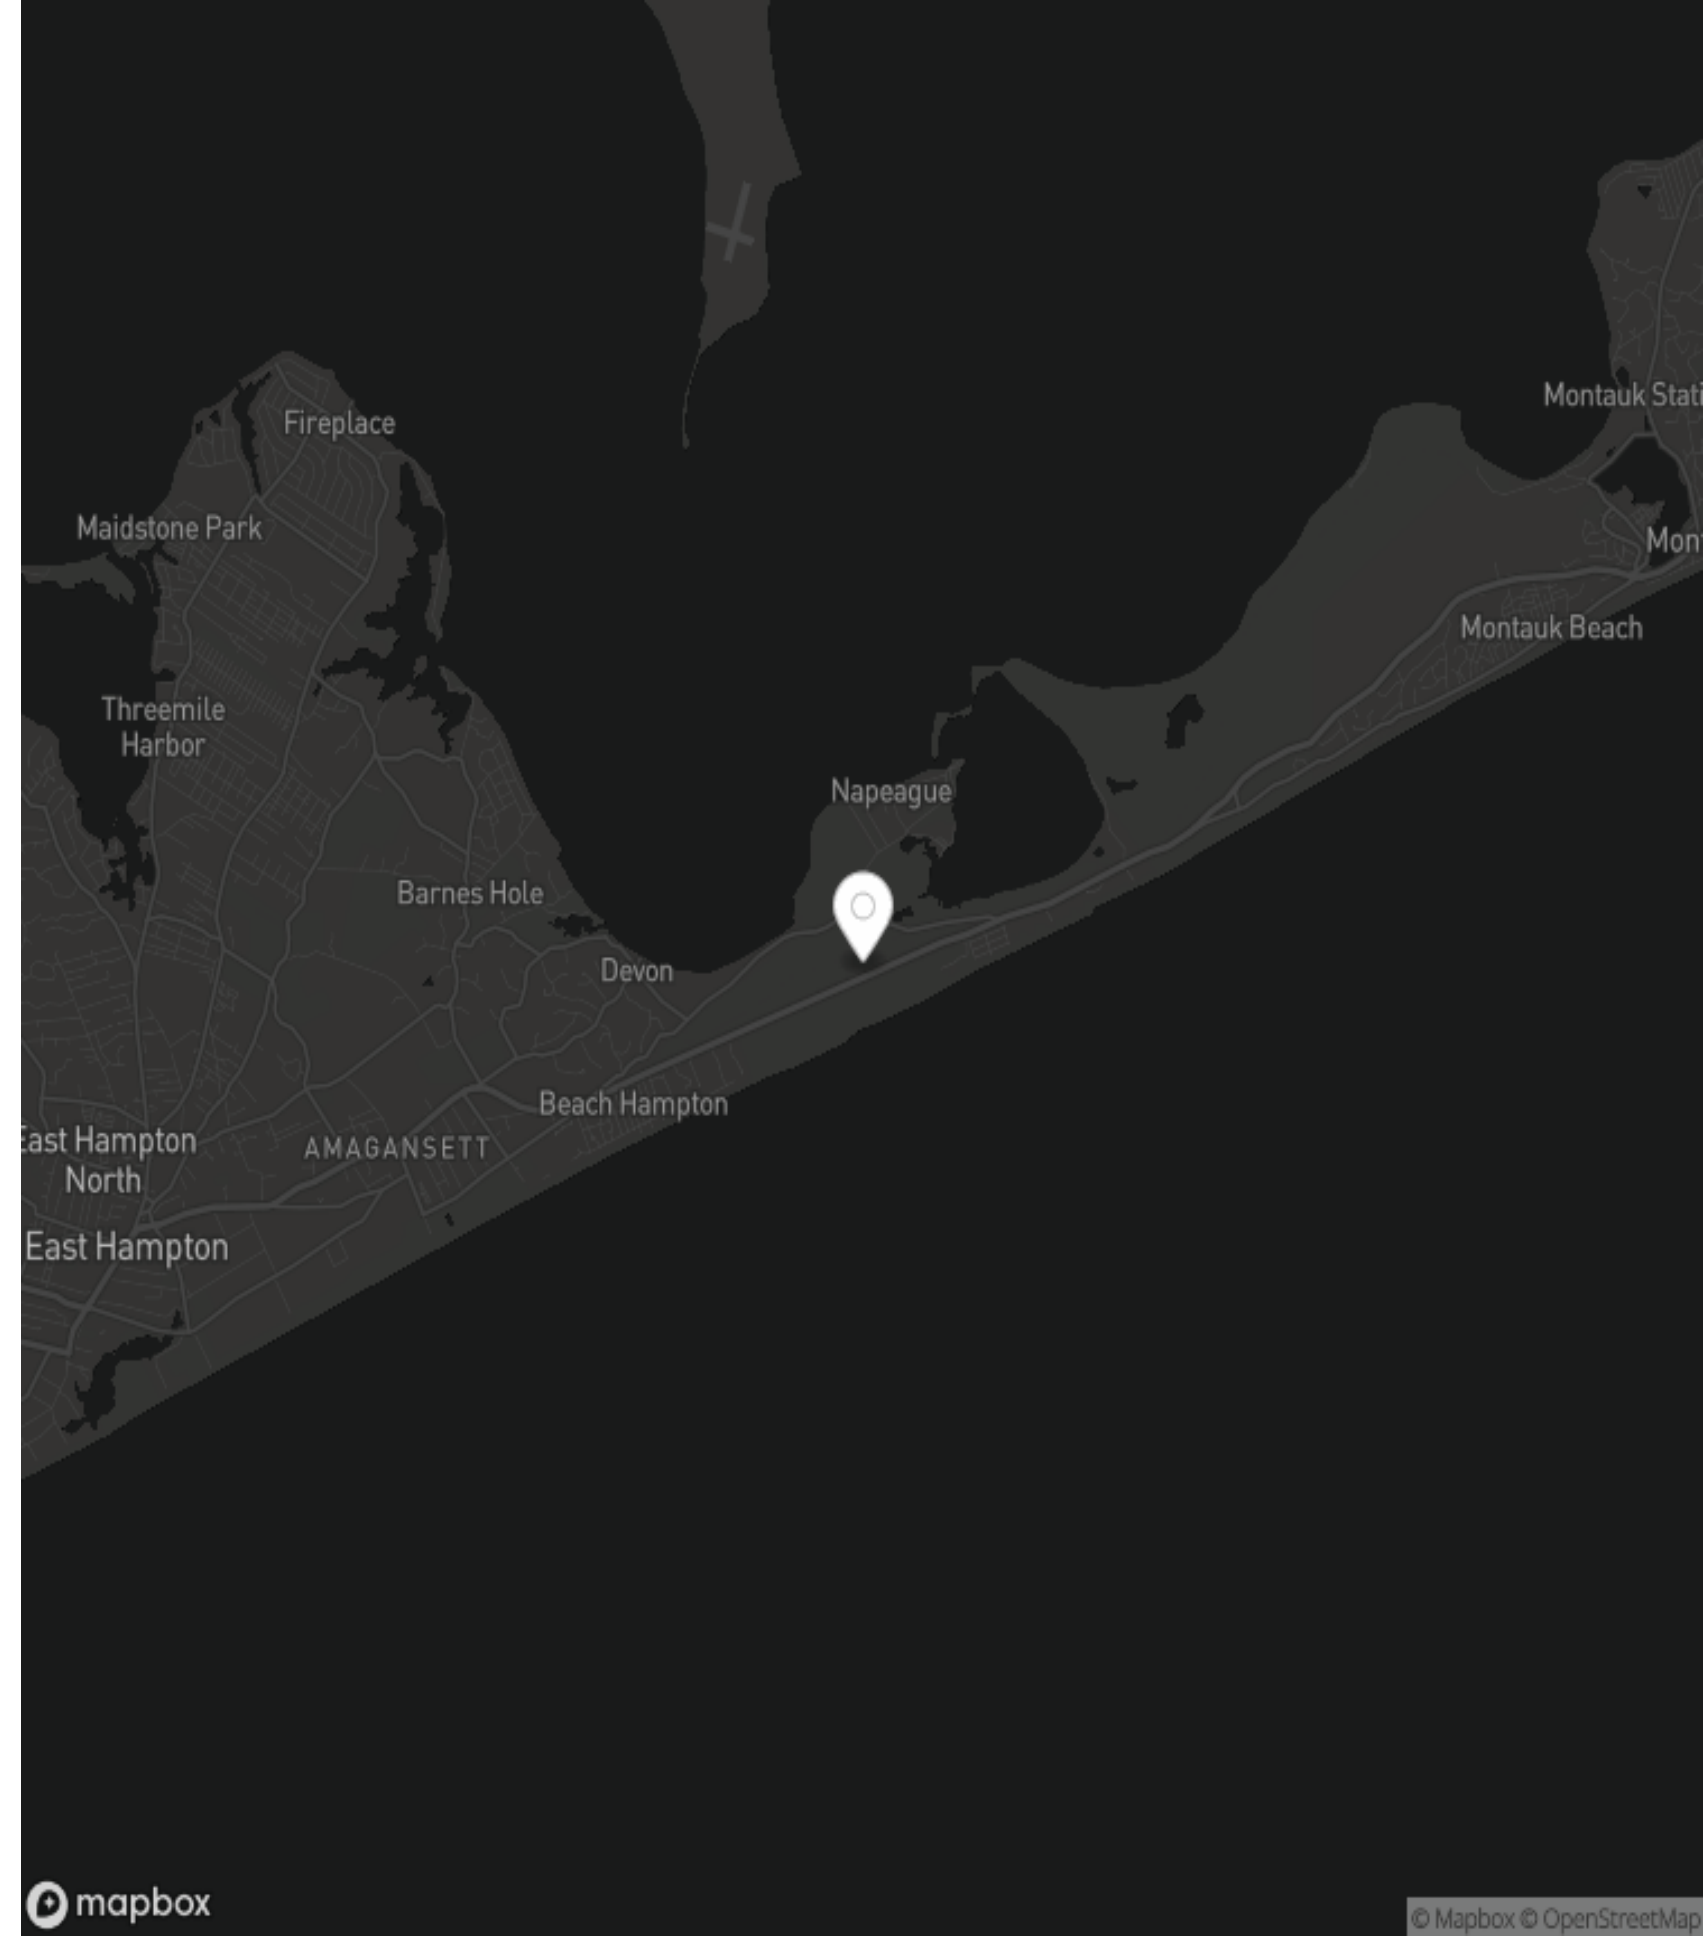 Fireplace
Montauk Stati
Maidstone Park
Mon
Montauk Beach
Threemile
Harbor
Napeague
Barnes Hole
Devon
Beach Hampton
East Hampton
North
AMAGANSETT
East Hampton
mapbox
© Mapbox © OpenStreetMap